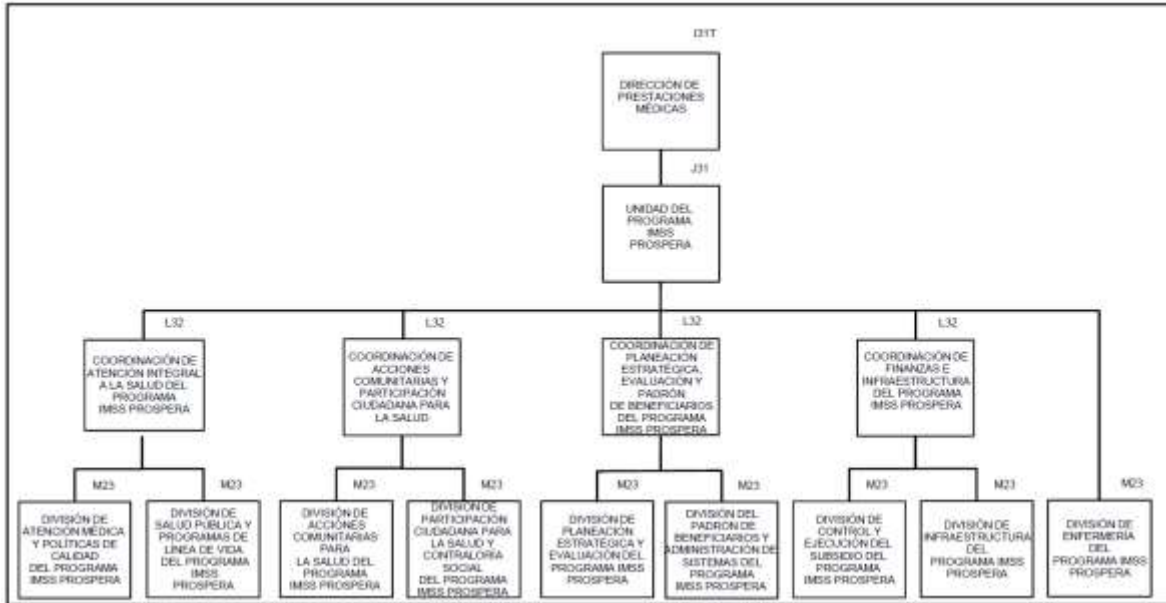 J31T
DIRECCIÓN DE
PRESTACIONES
MÉDICAS
J31
UNIDAD DEL
PROGRAMA
IMSS
PROSPERA
L32
COORDINACIÓN DE
ATENCIÓN INTEGRAL
A LA SALUD DEL
PROGRAMA
IMSS PROSPERA
L32
COORDINACIÓN DE
ACCIONES
COMUNITARIAS Y
PARTICIPACIÓN
CIUDADANA PARA
LA SALUD
L32
COORDINACIÓN DE
PLANEACIÓN
ESTRATÉGICA,
EVALUACIÓN Y
PADRÓN
DE BENEFICIARIOS
DEL PROGRAMA
IMSS PROSPERA
L32
COORDINACIÓN DE
FINANZAS E
INFRAESTRUCTURA
DEL PROGRAMA
IMSS PROSPERA
M23
DIVISIÓN DE
ATENCIÓN MÉDICA
Y POLÍTICAS DE
CALIDAD
DEL PROGRAMA
IMSS PROSPERA
M23
DIVISIÓN DE
SALUD PÚBLICA Y
PROGRAMAS DE
LÍNEA DE VIDA
DEL PROGRAMA
IMSS
PROSPERA
M23
DIVISIÓN DE
ACCIONES
COMUNITARIAS
PARA
LA SALUD DEL
PROGRAMA
IMSS PROSPERA
M23
DIVISIÓN DE
PARTICIPACIÓN
CIUDADANA PARA
LA SALUD Y
CONTRALORÍA
SOCIAL
DEL PROGRAMA
IMSS PROSPERA
M23
DIVISIÓN DE
PLANEACIÓN
ESTRATÉGICA Y
EVALUACIÓN DEL
PROGRAMA IMSS
PROSPERA
M23
DIVISIÓN DEL
PADRÓN DE
BENEFICIARIOS Y
ADMINISTRACIÓN DE
SISTEMAS DEL
PROGRAMA
IMSS PROSPERA
M23
DIVISIÓN DE
CONTROL Y
EJECUCIÓN DEL
SUBSIDIO DEL
PROGRAMA
IMSS PROSPERA
M23
DIVISIÓN DE
INFRAESTRUCTURA
DEL
PROGRAMA IMSS
PROSPERA
M23
DIVISIÓN DE
ENFERMERÍA
DEL
PROGRAMA IMSS
PROSPERA